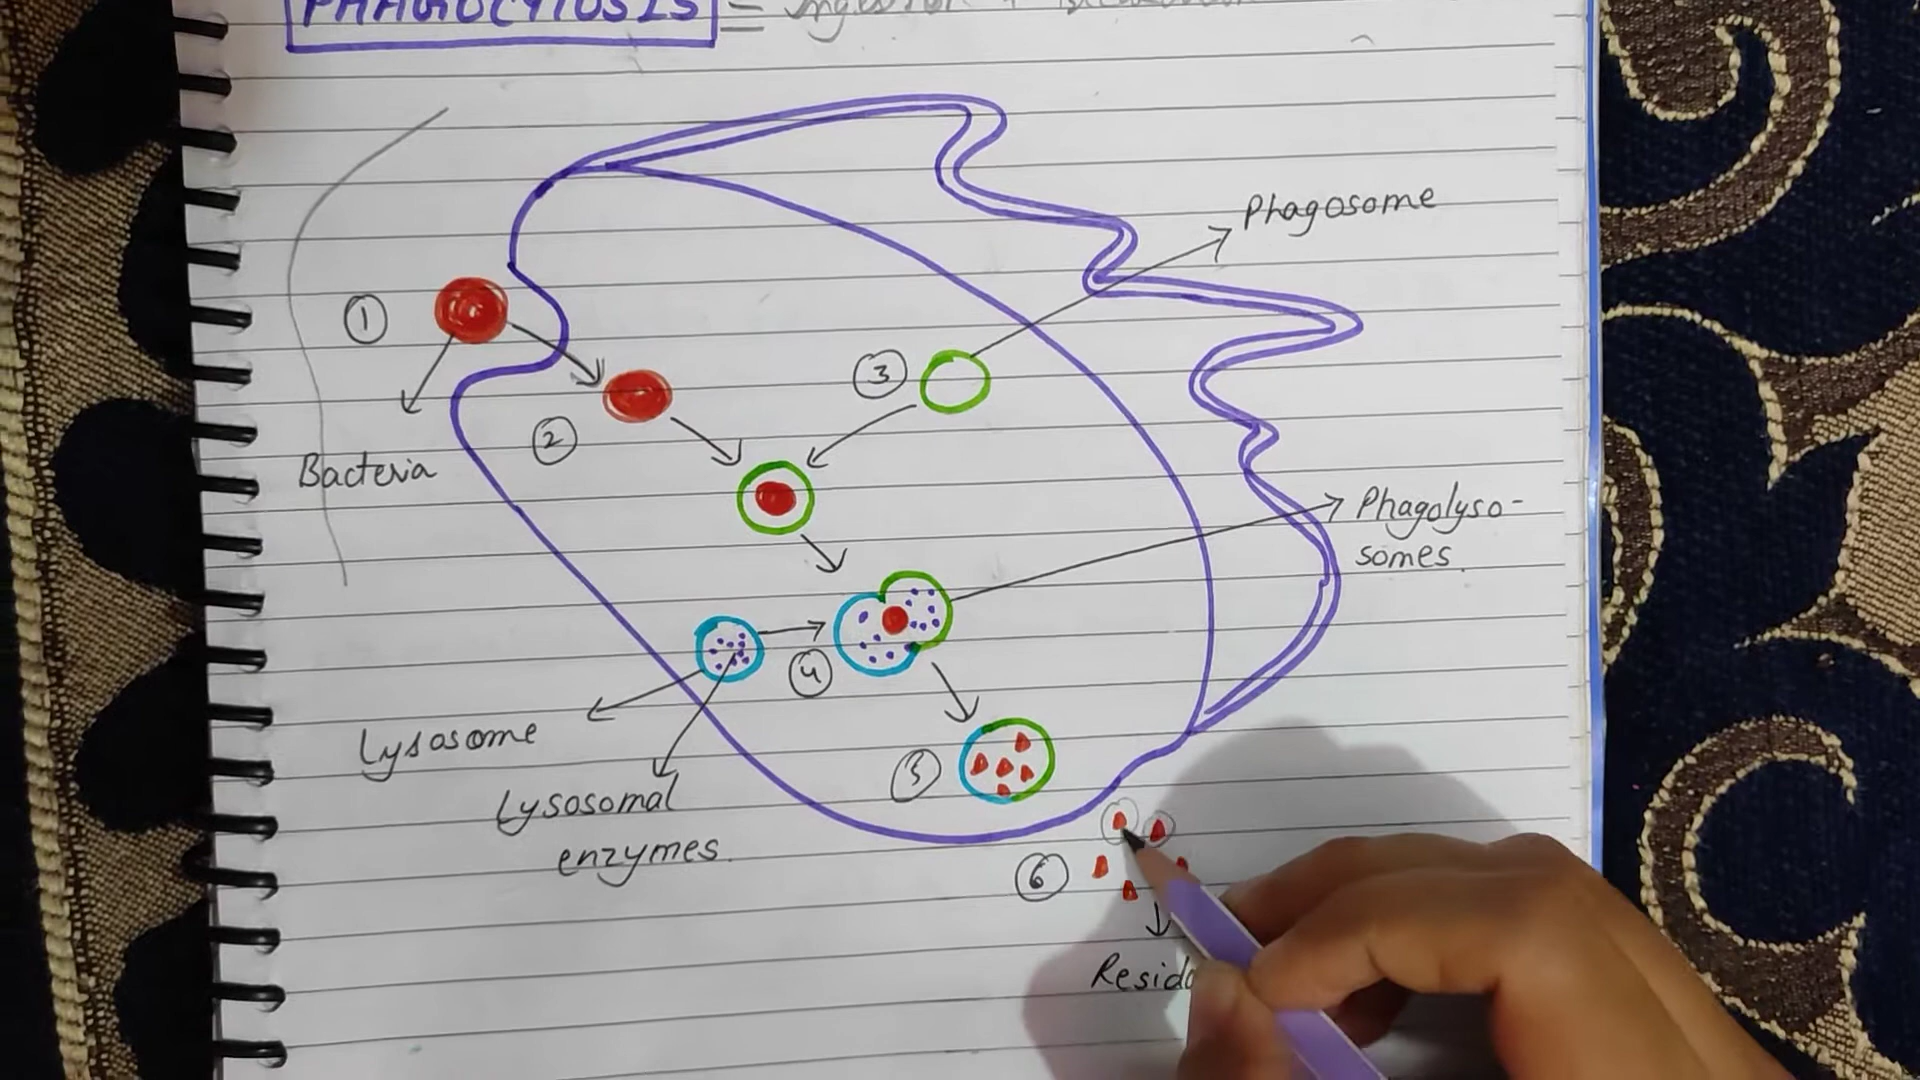 PHAGOCYTOSIS =
Phagosome
①
③
②
Bacteria
Phagolyso-
somes.
④
Lysosome
⑤
Lysosomal
enzymes.
⑥